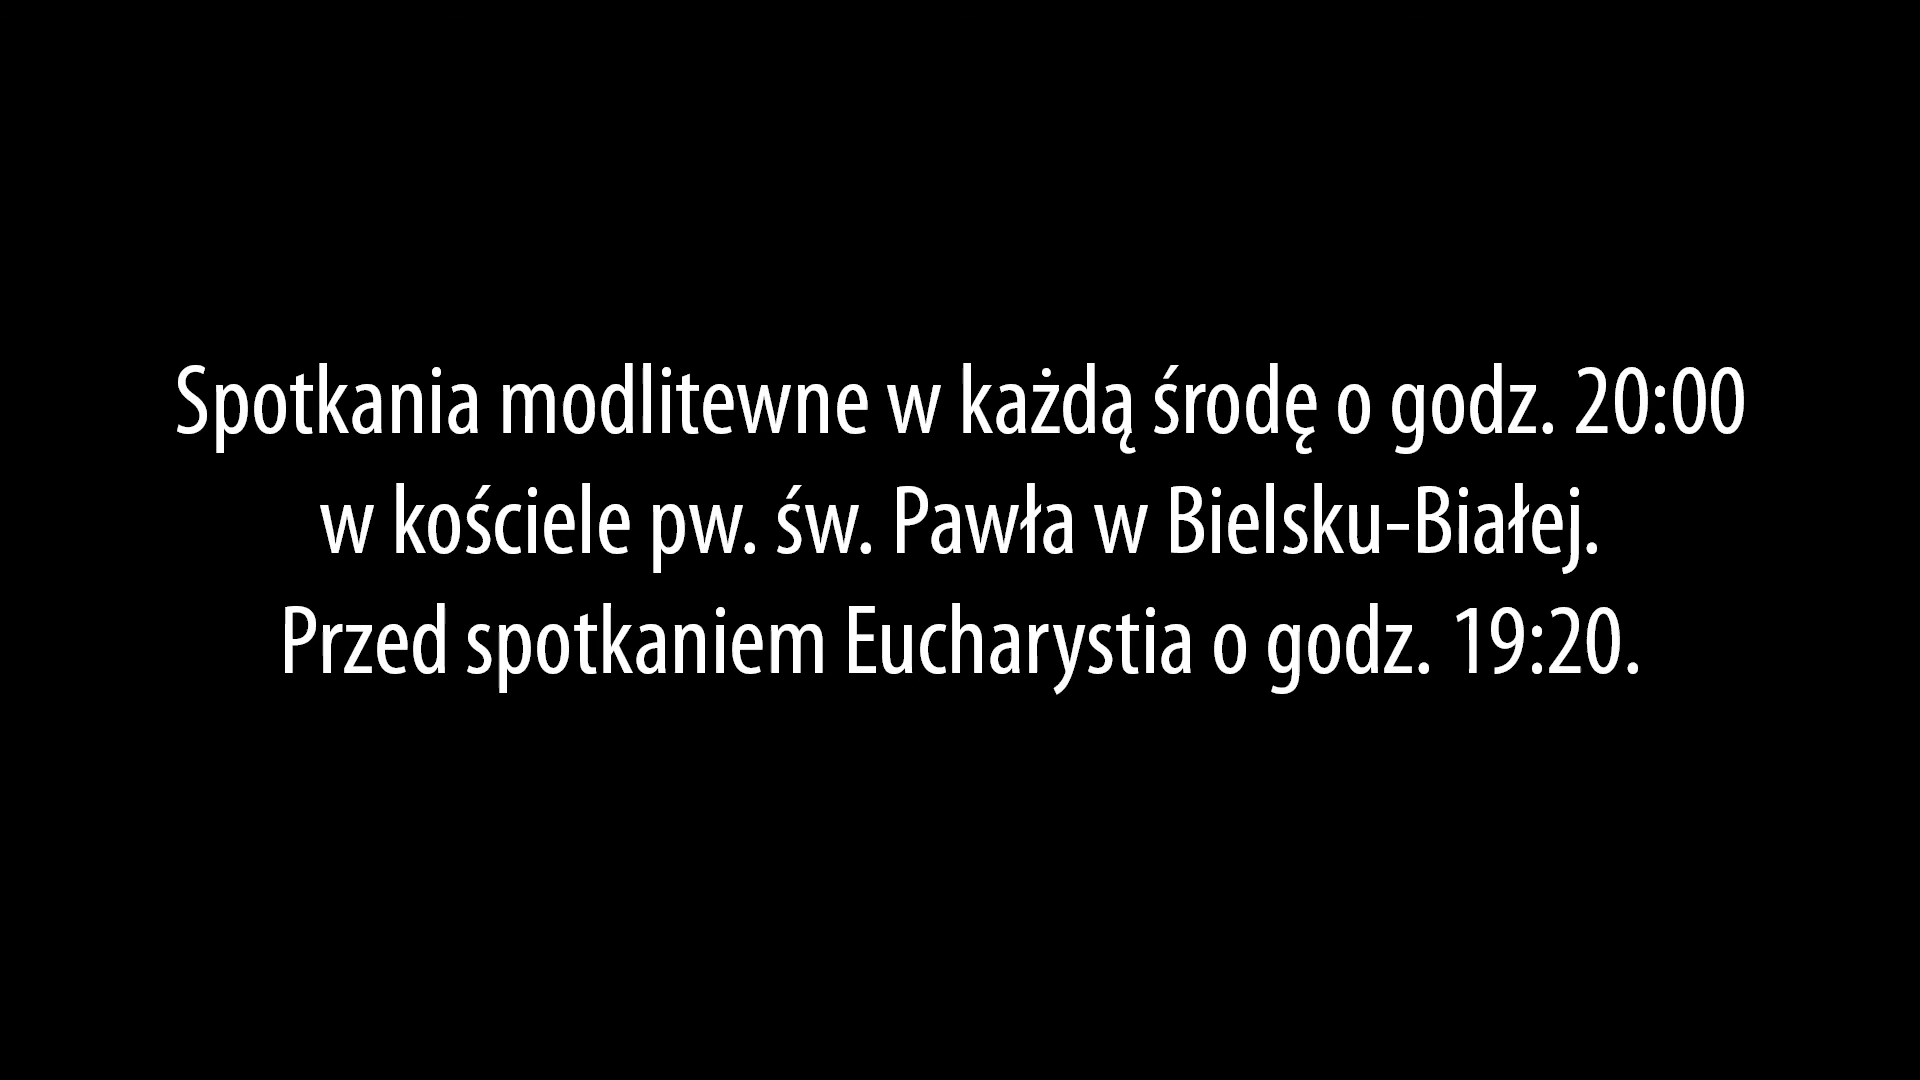 Spotkania modlitewne w każdą środę o godz. 20:00
w kościele pw. św. Pawła w Bielsku-Białej.
Przed spotkaniem Eucharystia o godz. 19:20.